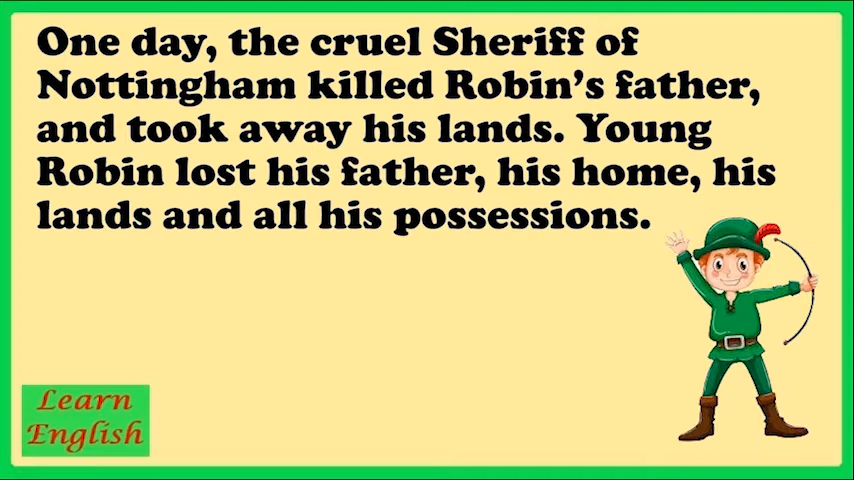 One day, the cruel Sheriff of
Nottingham killed Robin’s father,
and took away his lands. Young
Robin lost his father, his home, his
lands and all his possessions.
Learn
English